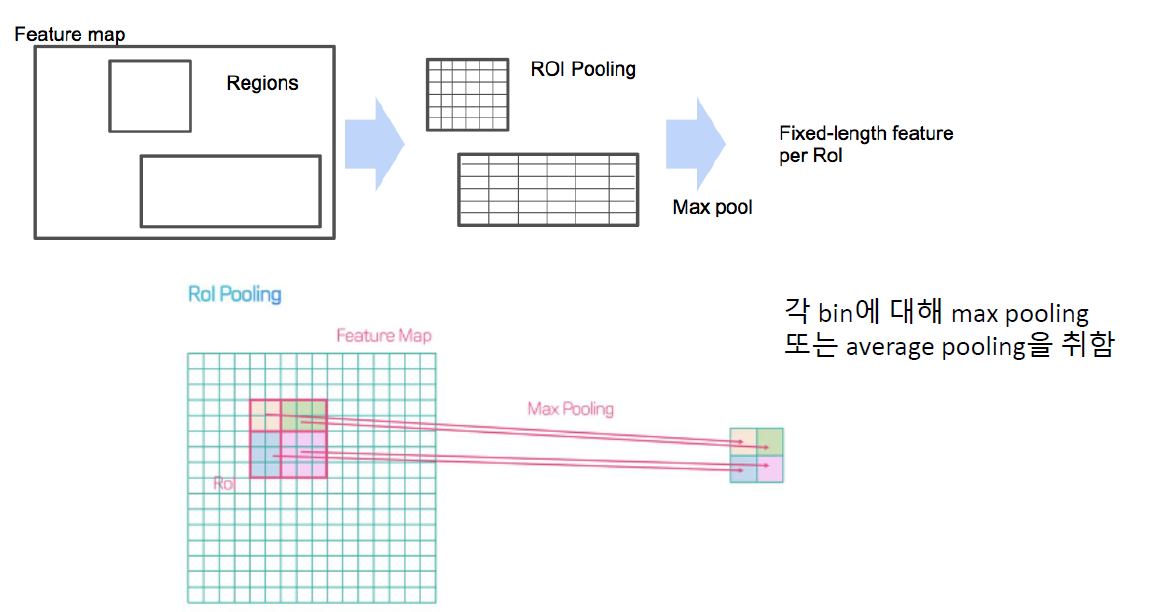 Feature map
Regions
ROI Pooling
Fixed-length feature
per RoI
Max pool
RoI Pooling
각 bin에 대해 max pooling
또는 average pooling을 취함
Feature Map
Max Pooling
RoI